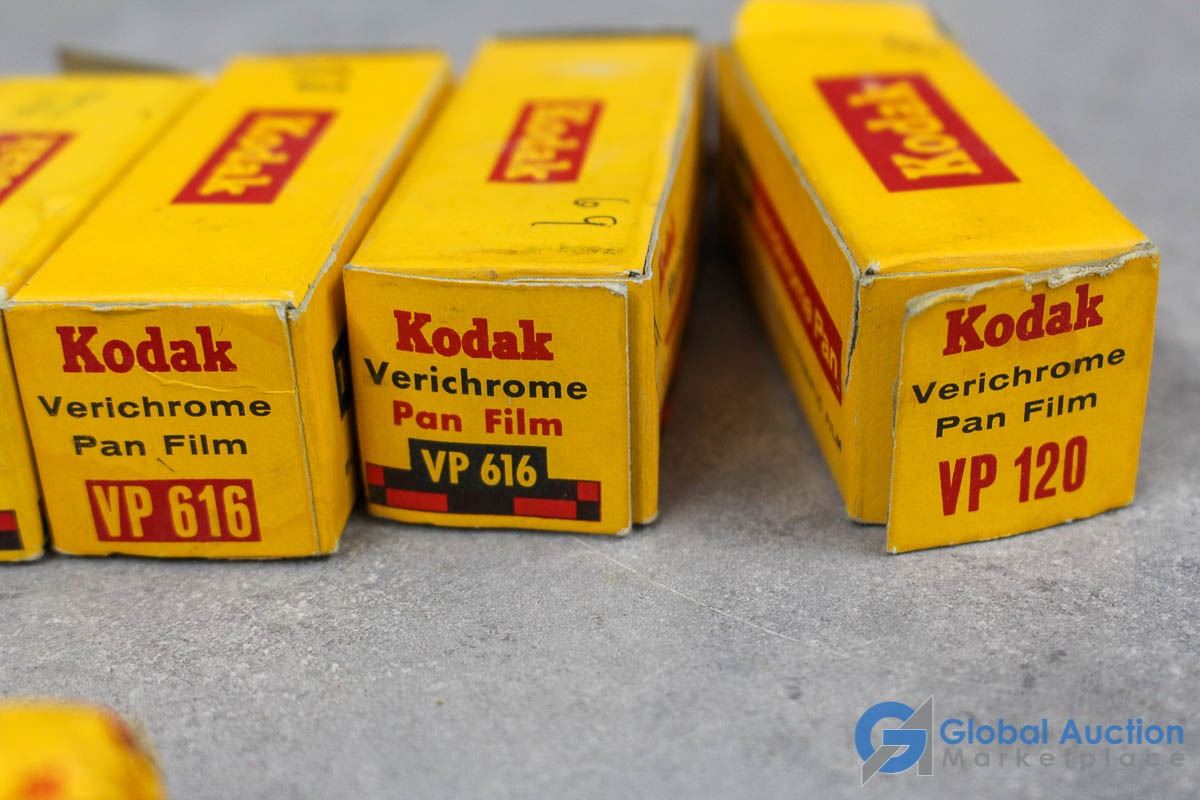 Kodak
Kodak
Kodak
69
Kodak
Verichrome
Pan Film
VP 616
Kodak
Verichrome
Pan Film
VP 616
Kodak
Verichrome
Pan Film
VP 120
Global Auction
Marketplace